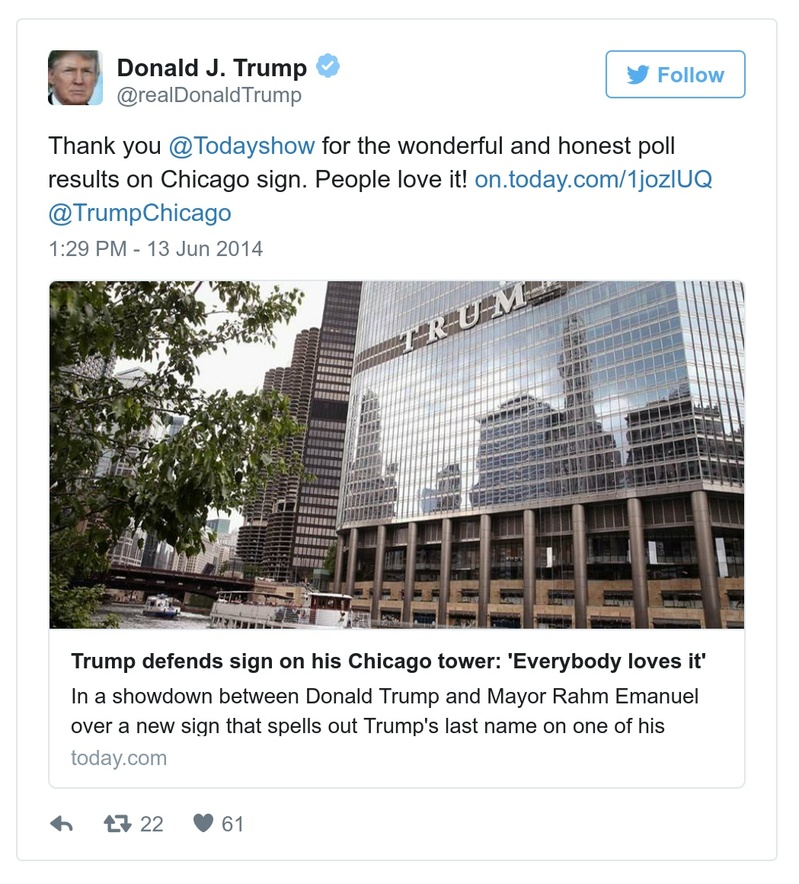 Donald J. Trump
@realDonaldTrump
Follow
Thank you @Todayshow for the wonderful and honest poll
results on Chicago sign. People love it! on.today.com/1jozlUQ
@TrumpChicago
1:29 PM - 13 Jun 2014
TRUMP
Trump defends sign on his Chicago tower: 'Everybody loves it'
In a showdown between Donald Trump and Mayor Rahm Emanuel
over a new sign that spells out Trump's last name on one of his
today.com
22
61